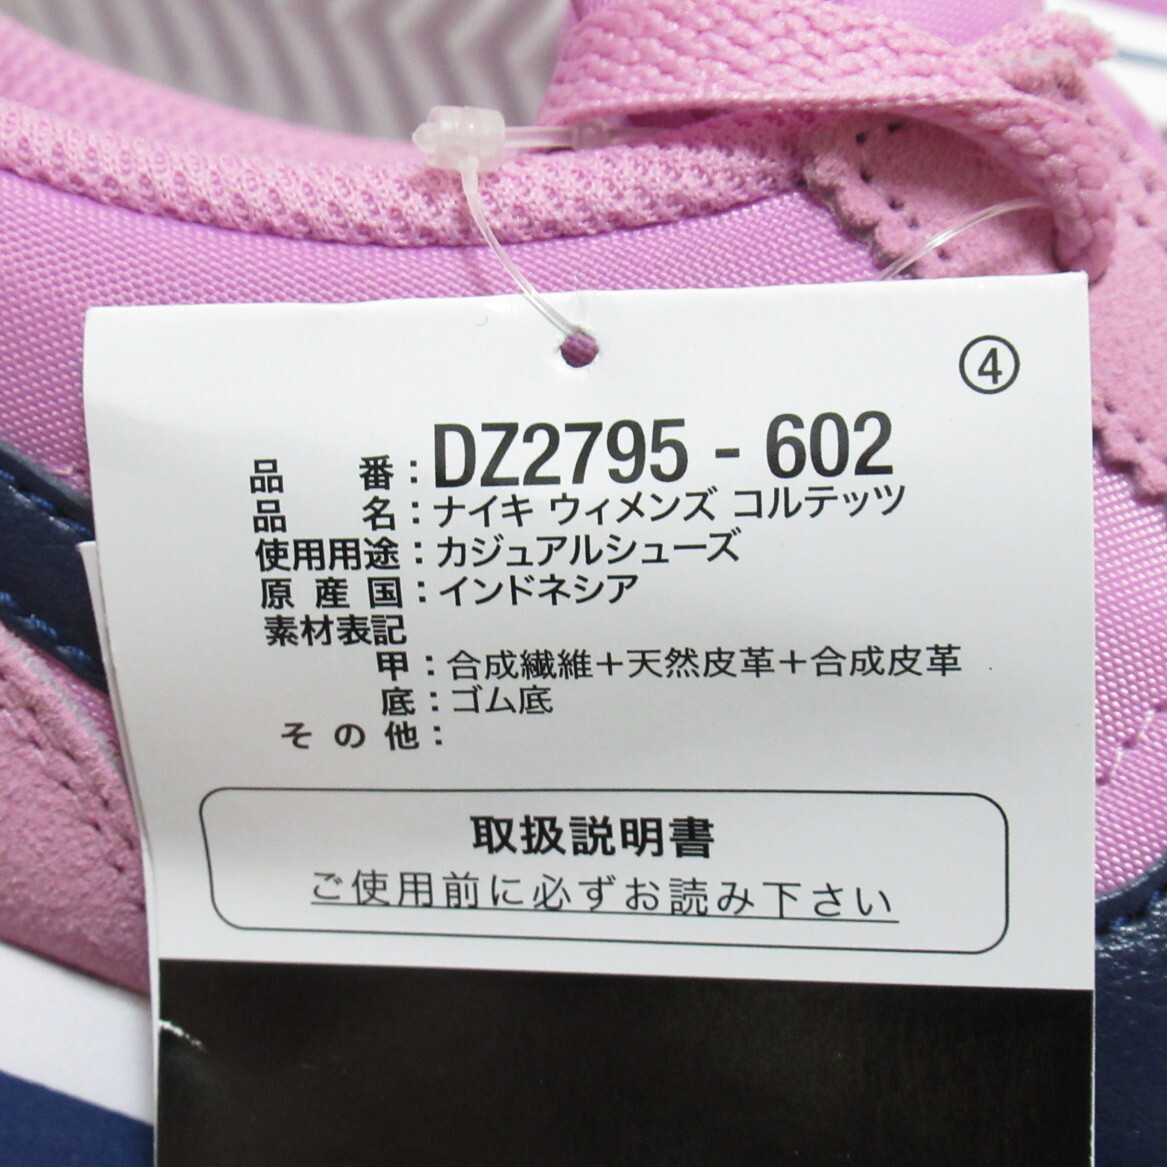 ④
品番：DZ2795 - 602
品名：ナイキ ウィメンズ コルテッツ
使用用途：カジュアルシューズ
原産国：インドネシア
素材表記
甲：合成繊維＋天然皮革＋合成皮革
底：ゴム底
その他：
取扱説明書
ご使用前に必ずお読み下さい